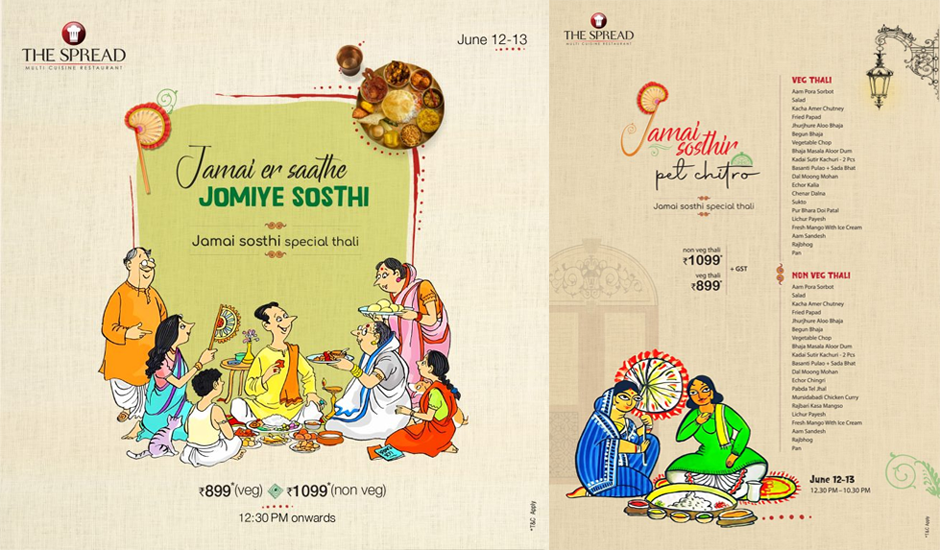 THE SPREAD
MULTI CUISINE RESTAURANT
June 12-13
Jamai er saathe
JOMIYE SOSTHI
Jamai sosthi special thali
₹899*(veg) ₹1099*(non veg)
12:30 PM onwards
*T&C Apply
THE SPREAD
MULTI CUISINE RESTAURANT
Jamai
sosthir
pet chitro
Jamai sosthi special thali
non veg thali
₹1099*
+ GST
veg thali
₹899*
VEG THALI
Aam Pora Sorbot
Salad
Kacha Amer Chutney
Fried Papad
Jhurjhure Aloo Bhaja
Begun Bhaja
Vegetable Chop
Bhaja Masala Aloor Dum
Kadai Sutir Kachuri - 2 Pcs
Basanti Pulao + Sada Bhat
Dal Moong Mohan
Echor Kalia
Chenar Dalna
Sukto
Pur Bhara Doi Patal
Lichur Payesh
Fresh Mango With Ice Cream
Aam Sandesh
Rajbhog
Pan
NON VEG THALI
Aam Pora Sorbot
Salad
Kacha Amer Chutney
Fried Papad
Jhurjhure Aloo Bhaja
Begun Bhaja
Vegetable Chop
Bhaja Masala Aloor Dum
Kadai Sutir Kachuri - 2 Pcs
Basanti Pulao + Sada Bhat
Dal Moong Mohan
Echor Chingri
Pabda Tel Jhal
Mursidabadi Chicken Curry
Rajbari Kasa Mangso
Lichur Payesh
Fresh Mango With Ice Cream
Aam Sandesh
Rajbhog
Pan
June 12-13
12.30 PM – 10.30 PM
*T&C Apply